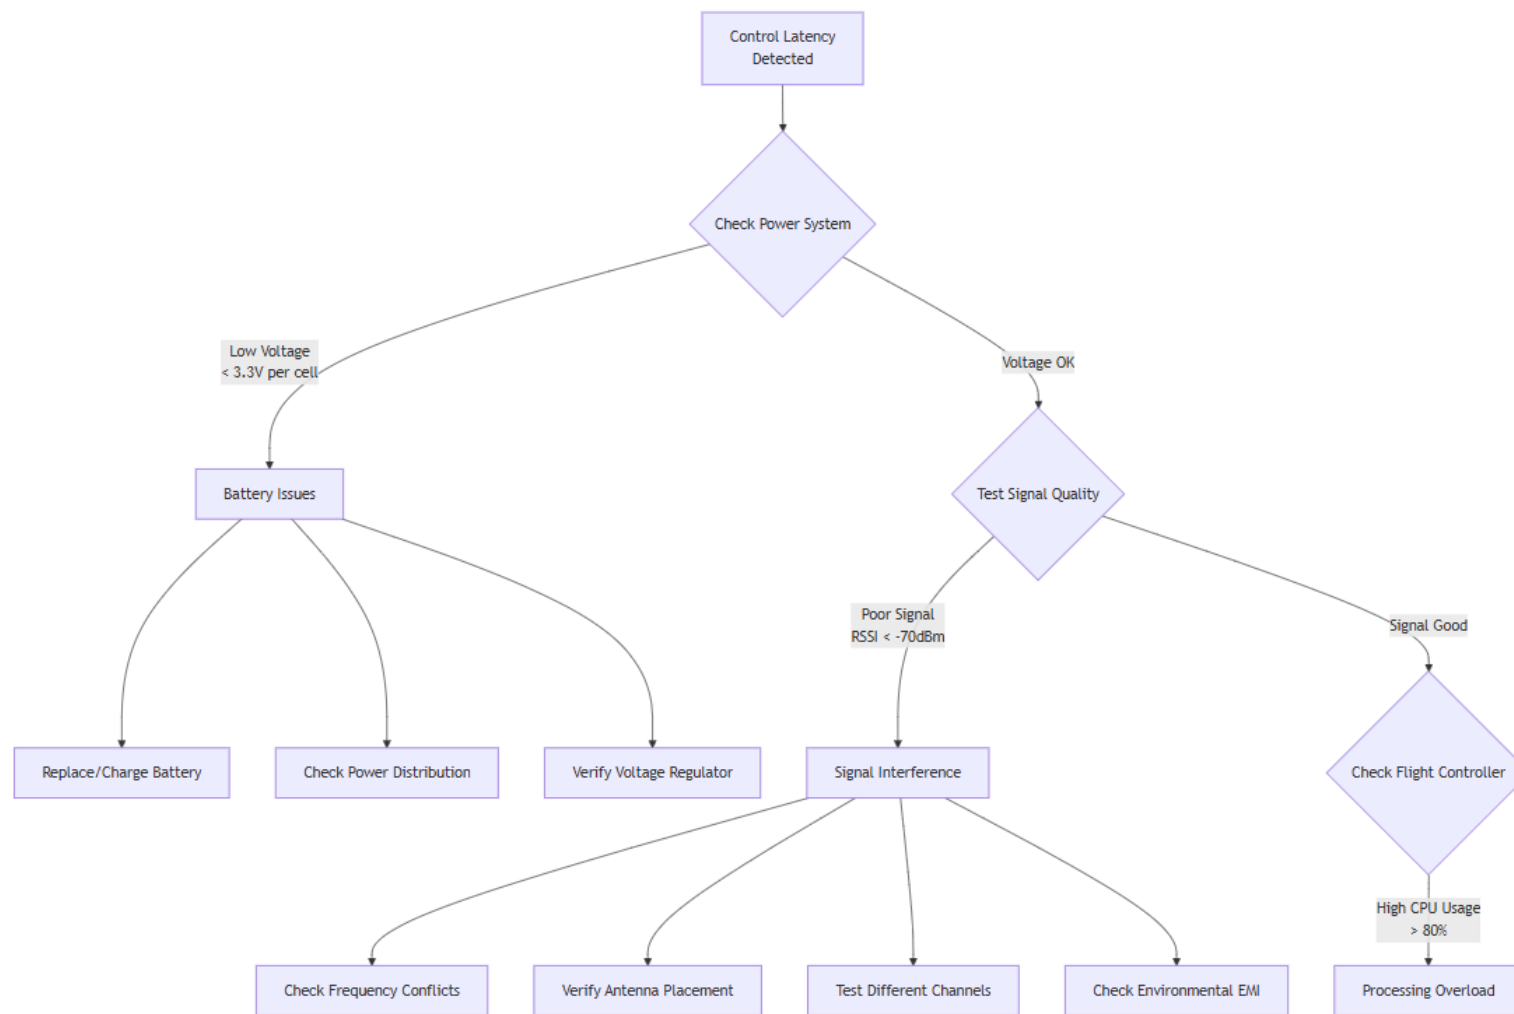 Control Latency
Detected
Check Power System
Low Voltage
< 3.3V per cell
Voltage OK
Battery Issues
Test Signal Quality
Poor Signal
RSSI < -70dBm
Signal Good
Replace/Charge Battery
Check Power Distribution
Verify Voltage Regulator
Signal Interference
Check Flight Controller
High CPU Usage
> 80%
Check Frequency Conflicts
Verify Antenna Placement
Test Different Channels
Check Environmental EMI
Processing Overload